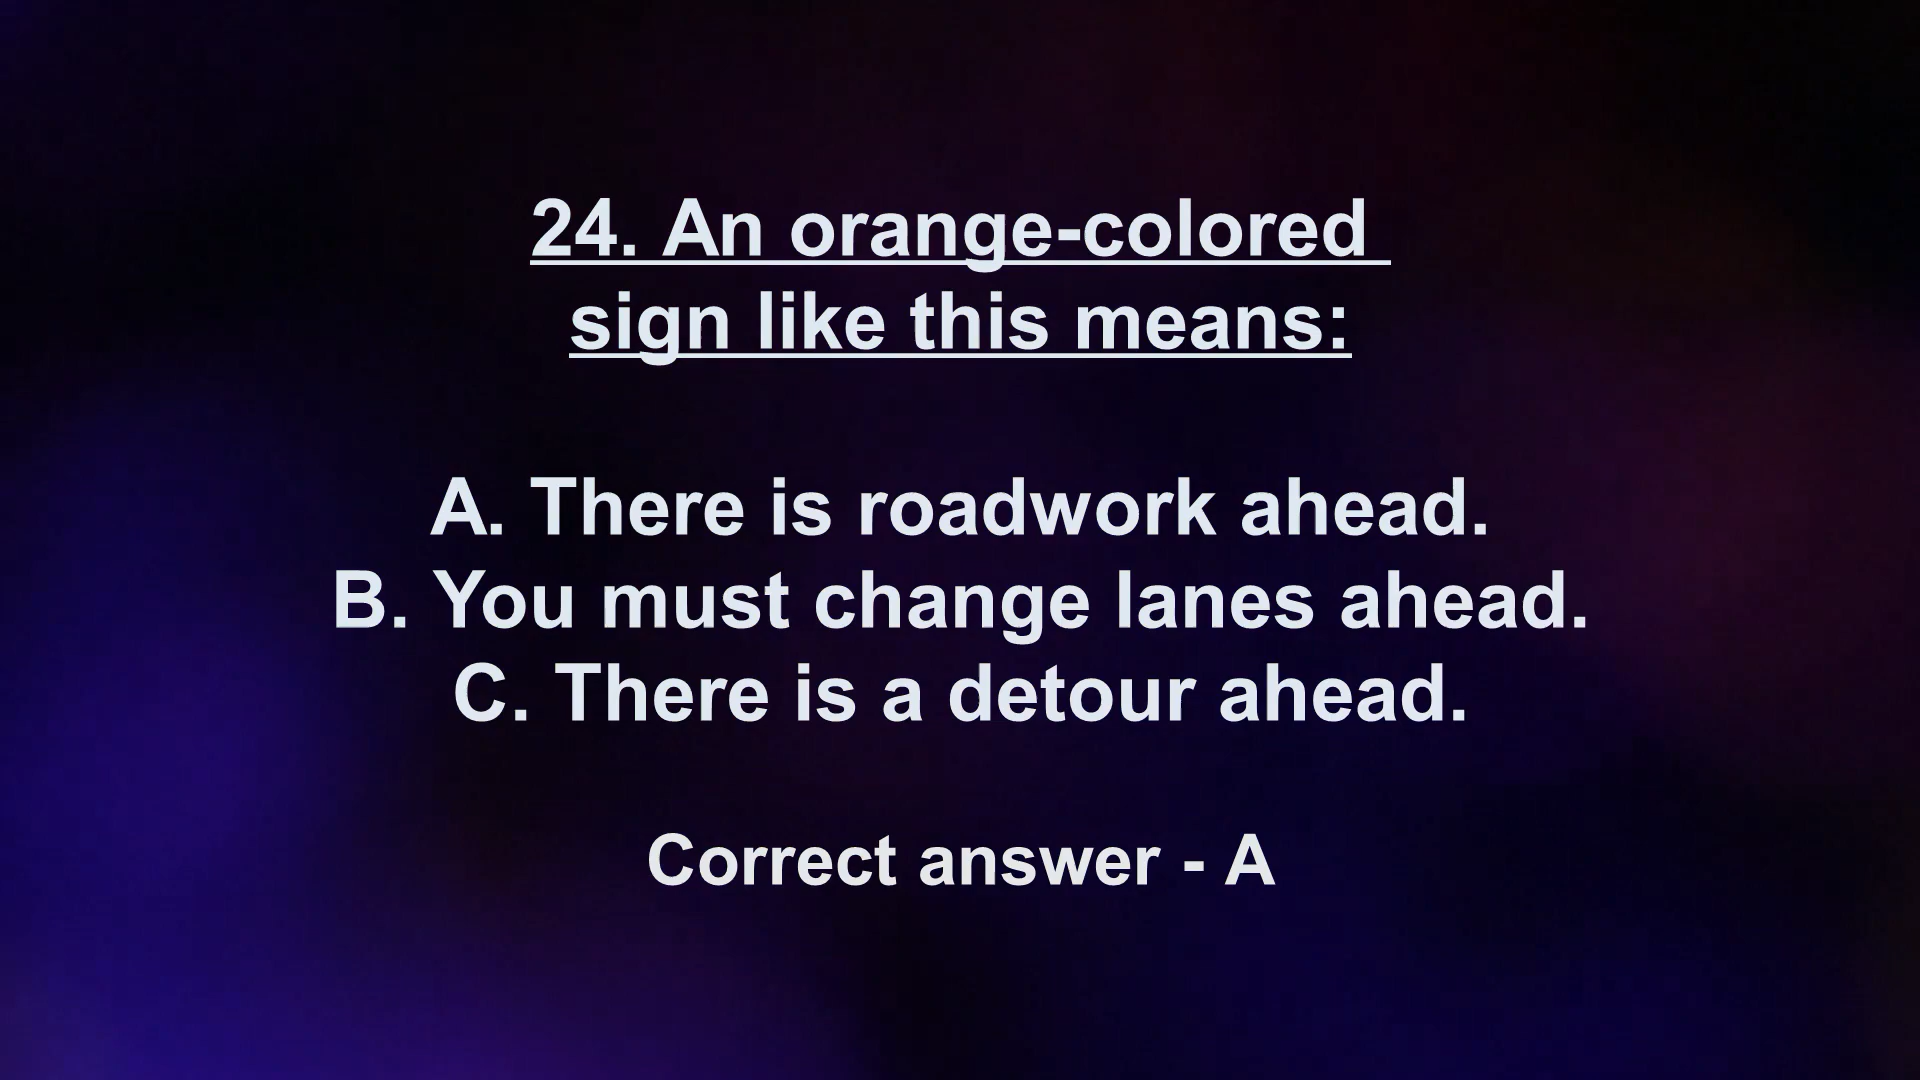 24. An orange-colored
sign like this means:
A. There is roadwork ahead.
B. You must change lanes ahead.
C. There is a detour ahead.
Correct answer - A